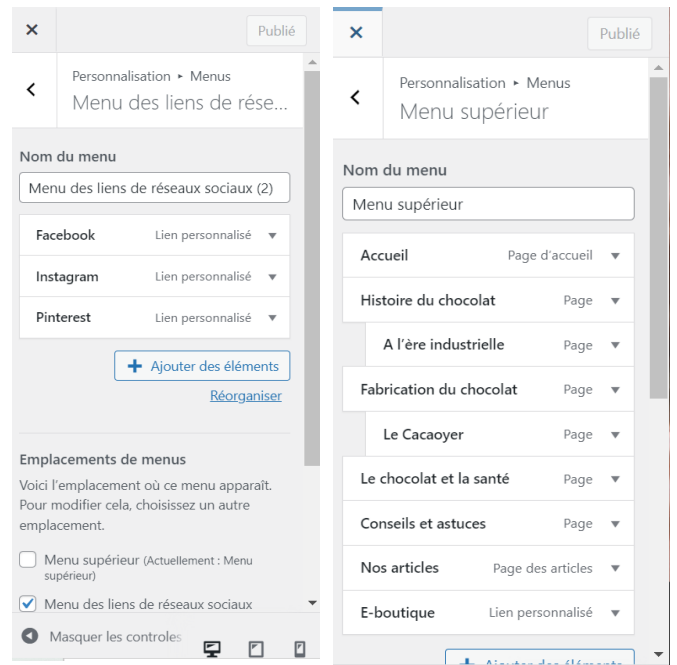 Publié
Personnalisation ▸ Menus
Menu des liens de rése...
Nom du menu
Menu des liens de réseaux sociaux (2)
Facebook Lien personnalisé
Instagram Lien personnalisé
Pinterest Lien personnalisé
Ajouter des éléments
Réorganiser
Emplacements de menus
Voici l'emplacement où ce menu apparaît.
Pour modifier cela, choisissez un autre
emplacement.
Menu supérieur (Actuellement : Menu
supérieur)
Menu des liens de réseaux sociaux
Masquer les controles
Publié
Personnalisation ▸ Menus
Menu supérieur
Nom du menu
Menu supérieur
Accueil Page d'accueil
Histoire du chocolat Page
A l'ère industrielle Page
Fabrication du chocolat Page
Le Cacaoyer Page
Le chocolat et la santé Page
Conseils et astuces Page
Nos articles Page des articles
E-boutique Lien personnalisé
Ajouter des éléments